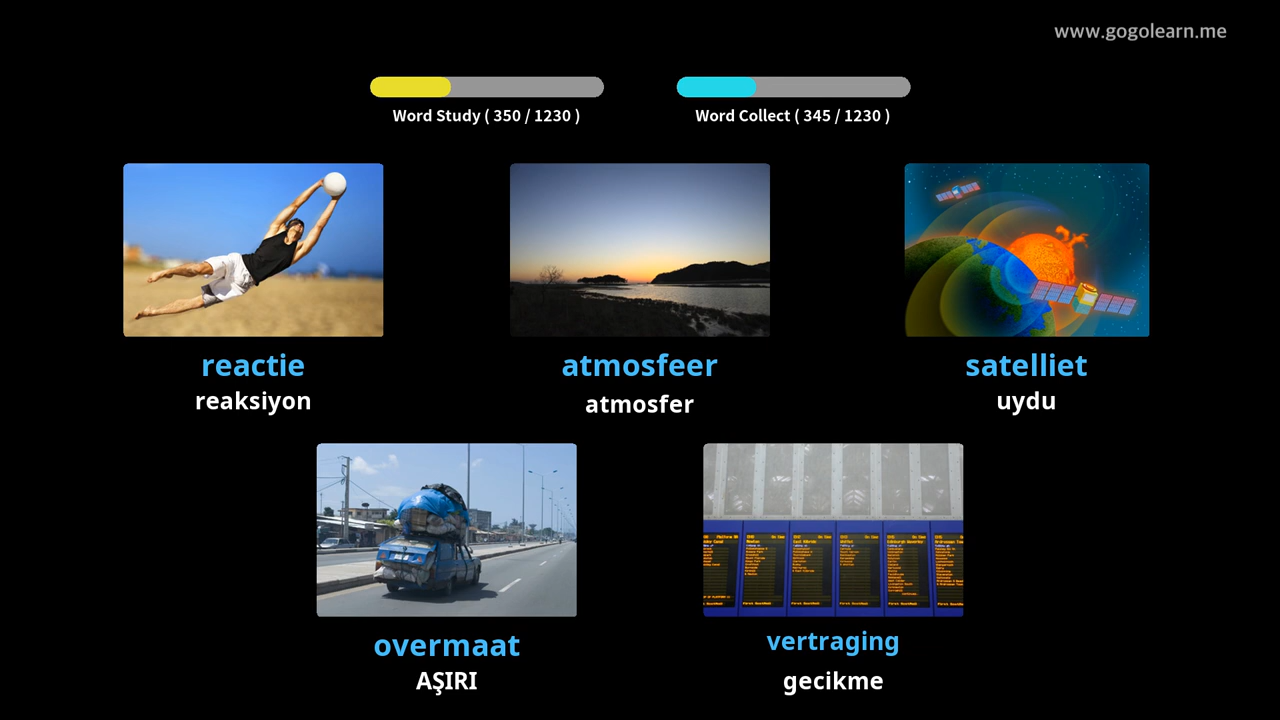 www.gogolearn.me
Word Study ( 350 / 1230 )
Word Collect ( 345 / 1230 )
reactie
reaksiyon
atmosfeer
atmosfer
satelliet
uydu
overmaat
AŞIRI
vertraging
gecikme